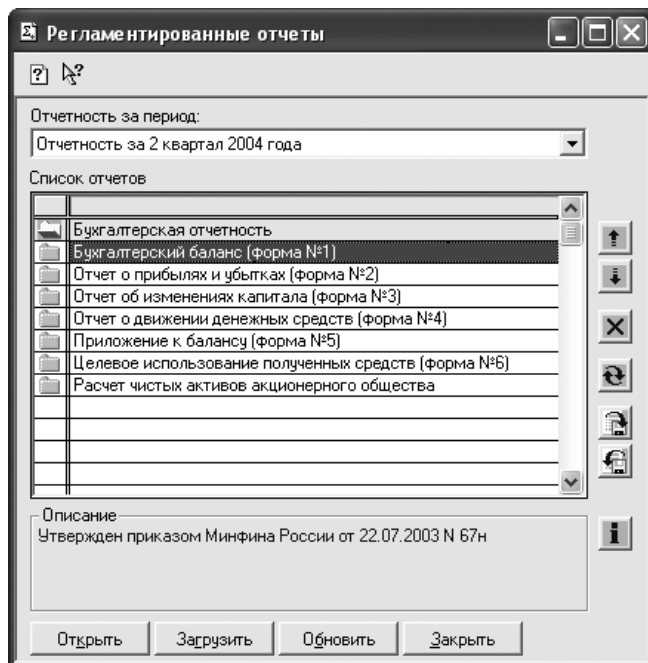 Регламентированные отчеты
Отчетность за период:
Отчетность за 2 квартал 2004 года
Список отчетов
Бухгалтерская отчетность
Бухгалтерский баланс (форма №1)
Отчет о прибылях и убытках (форма №2)
Отчет об изменениях капитала (форма №3)
Отчет о движении денежных средств (форма №4)
Приложение к балансу (форма №5)
Целевое использование полученных средств (форма №6)
Расчет чистых активов акционерного общества
Описание
Утвержден приказом Минфина России от 22.07.2003 N 67н
Открыть Загрузить Обновить Закрыть